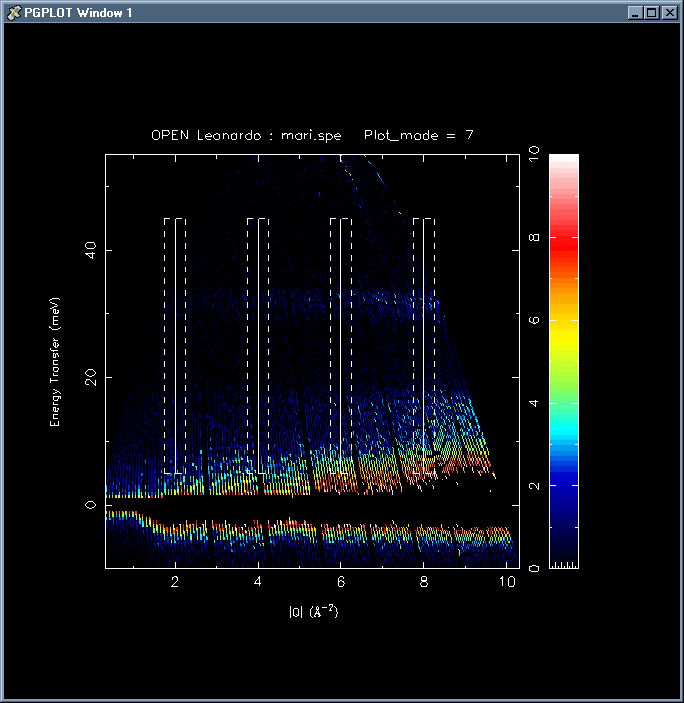 PGPLOT Window 1
OPEN Leonardo : mari.spe Plot_mode = 7
10
8
6
4
2
0
40
20
0
Energy Transfer (meV)
2 4 6 8 10
|Q| (Å⁻²)